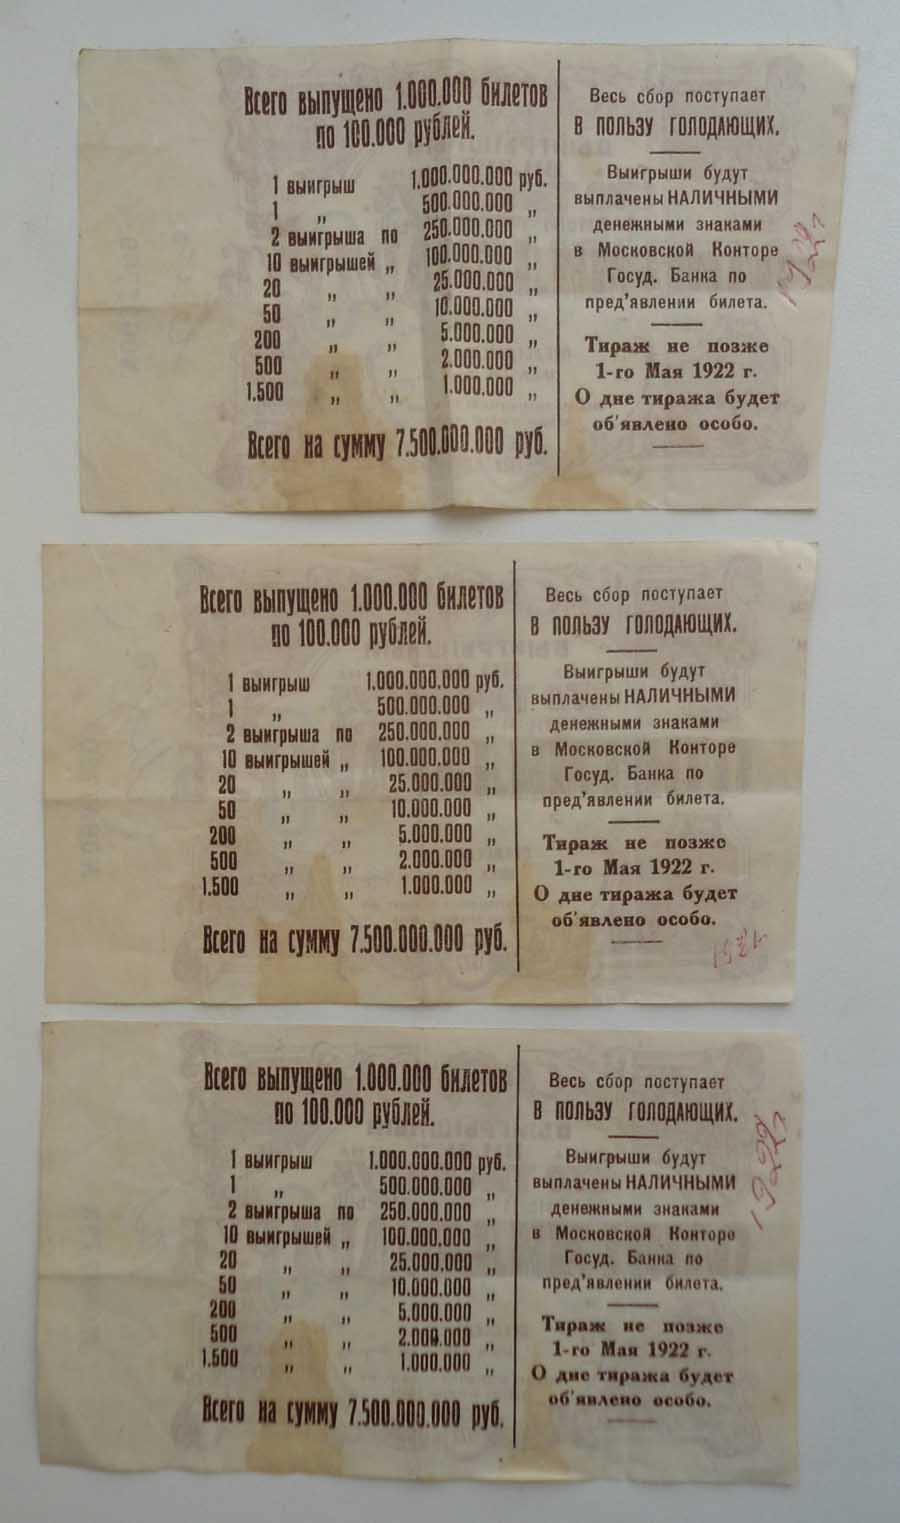 Всего выпущено 1.000.000 билетов
по 100.000 рублей.
1 выигрыш 1.000.000.000 руб.
1 „ 500.000.000 „
2 выигрыша по 250.000.000 „
10 выигрышей „ 100.000.000 „
20 „ „ 25.000.000 „
50 „ „ 10.000.000 „
200 „ „ 5.000.000 „
500 „ „ 2.000.000 „
1.500 „ „ 1.000.000 „
Всего на сумму 7.500.000.000 руб.
Весь сбор поступает
В ПОЛЬЗУ ГОЛОДАЮЩИХ.
Выигрыши будут
выплачены НАЛИЧНЫМИ
денежными знаками
в Московской Конторе
Госуд. Банка по
пред'явлении билета.
Тираж не позже
1-го Мая 1922 г.
О дне тиража будет
об'явлено особо.
Всего выпущено 1.000.000 билетов
по 100.000 рублей.
1 выигрыш 1.000.000.000 руб.
1 „ 500.000.000 „
2 выигрыша по 250.000.000 „
10 выигрышей „ 100.000.000 „
20 „ „ 25.000.000 „
50 „ „ 10.000.000 „
200 „ „ 5.000.000 „
500 „ „ 2.000.000 „
1.500 „ „ 1.000.000 „
Всего на сумму 7.500.000.000 руб.
Весь сбор поступает
В ПОЛЬЗУ ГОЛОДАЮЩИХ.
Выигрыши будут
выплачены НАЛИЧНЫМИ
денежными знаками
в Московской Конторе
Госуд. Банка по
пред'явлении билета.
Тираж не позже
1-го Мая 1922 г.
О дне тиража будет
об'явлено особо.
Всего выпущено 1.000.000 билетов
по 100.000 рублей.
1 выигрыш 1.000.000.000 руб.
1 „ 500.000.000 „
2 выигрыша по 250.000.000 „
10 выигрышей „ 100.000.000 „
20 „ „ 25.000.000 „
50 „ „ 10.000.000 „
200 „ „ 5.000.000 „
500 „ „ 2.000.000 „
1.500 „ „ 1.000.000 „
Всего на сумму 7.500.000.000 руб.
Весь сбор поступает
В ПОЛЬЗУ ГОЛОДАЮЩИХ.
Выигрыши будут
выплачены НАЛИЧНЫМИ
денежными знаками
в Московской Конторе
Госуд. Банка по
пред'явлении билета.
Тираж не позже
1-го Мая 1922 г.
О дне тиража будет
об'явлено особо.